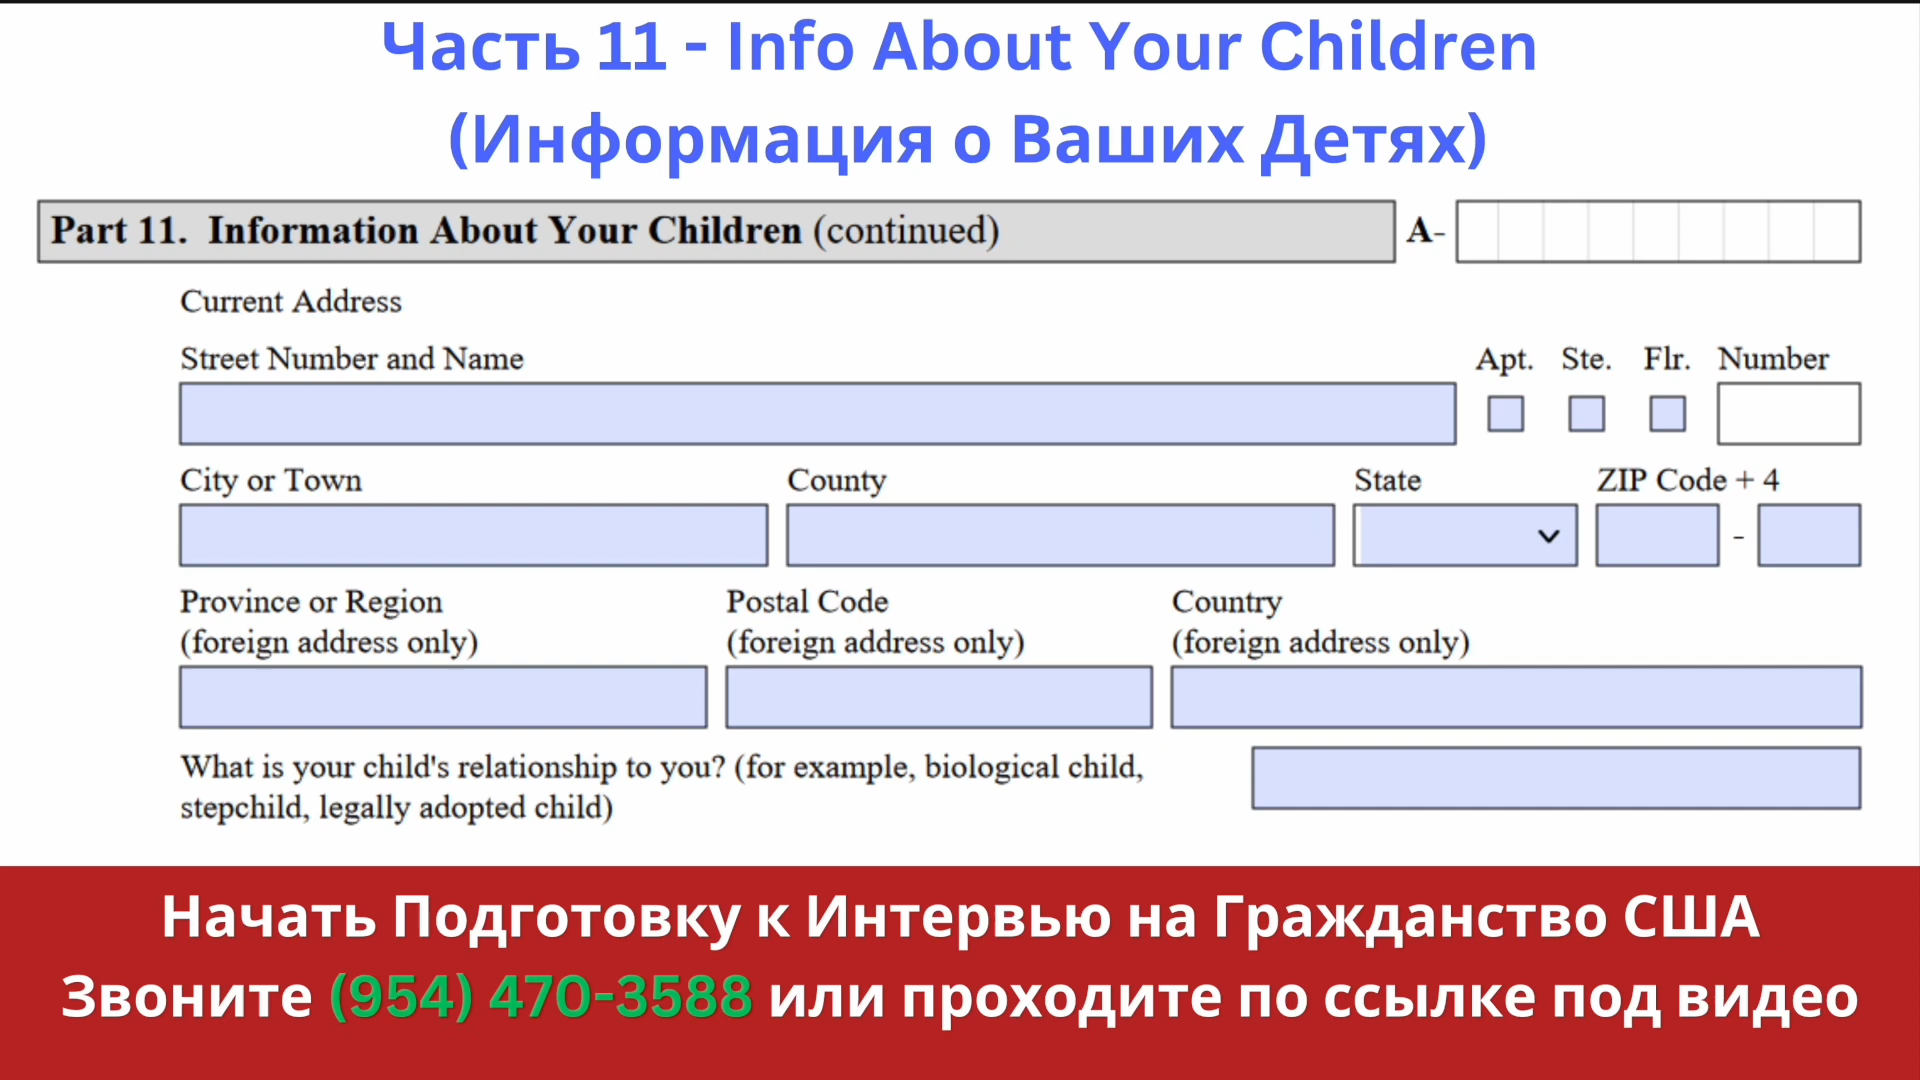 Часть 11 - Info About Your Children
(Информация о Ваших Детях)
Part 11. Information About Your Children (continued) A-
Current Address
Street Number and Name Apt. Ste. Flr. Number
City or Town County State ZIP Code + 4
-
Province or Region Postal Code Country
(foreign address only) (foreign address only) (foreign address only)
What is your child's relationship to you? (for example, biological child,
stepchild, legally adopted child)
Начать Подготовку к Интервью на Гражданство США
Звоните (954) 470-3588 или проходите по ссылке под видео